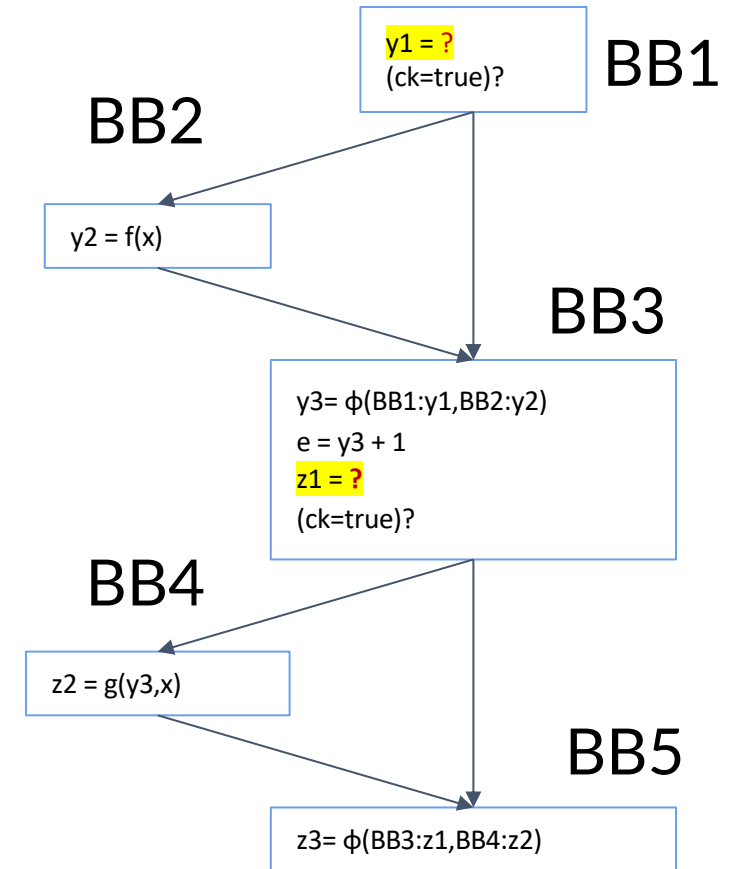 y1 = ?
(ck=true)?
BB1
BB2
y2 = f(x)
BB3
y3= ϕ(BB1:y1,BB2:y2)
e = y3 + 1
z1 = ?
(ck=true)?
BB4
z2 = g(y3,x)
BB5
z3= ϕ(BB3:z1,BB4:z2)